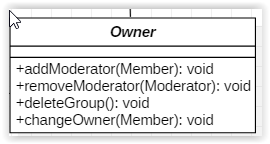 Owner
+addModerator(Member): void
+removeModerator(Moderator): void
+deleteGroup(): void
+changeOwner(Member): void